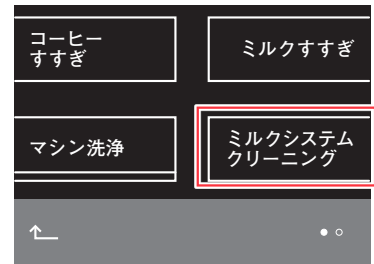 コーヒー
すすぎ
ミルクすすぎ
マシン洗浄
ミルクシステム
クリーニング